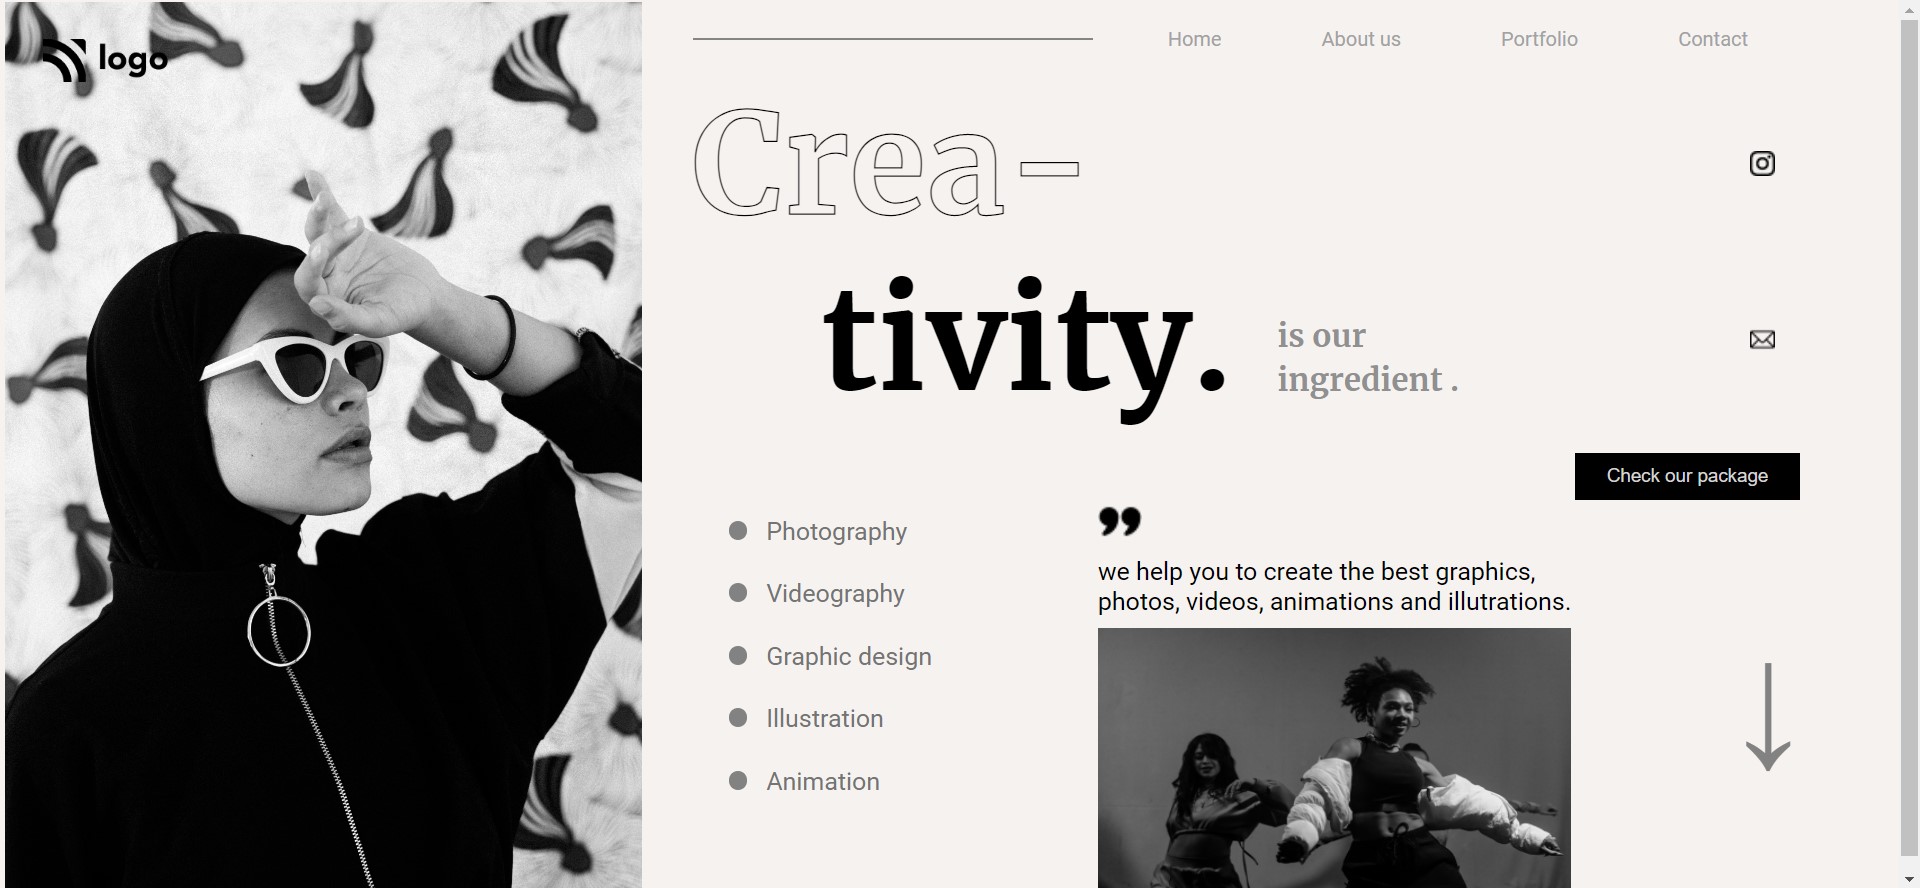 logo
Home About us Portfolio Contact
Crea-
tivity.
is our
ingredient .
Check our package
Photography
Videography
Graphic design
Illustration
Animation
”
we help you to create the best graphics,
photos, videos, animations and illutrations.